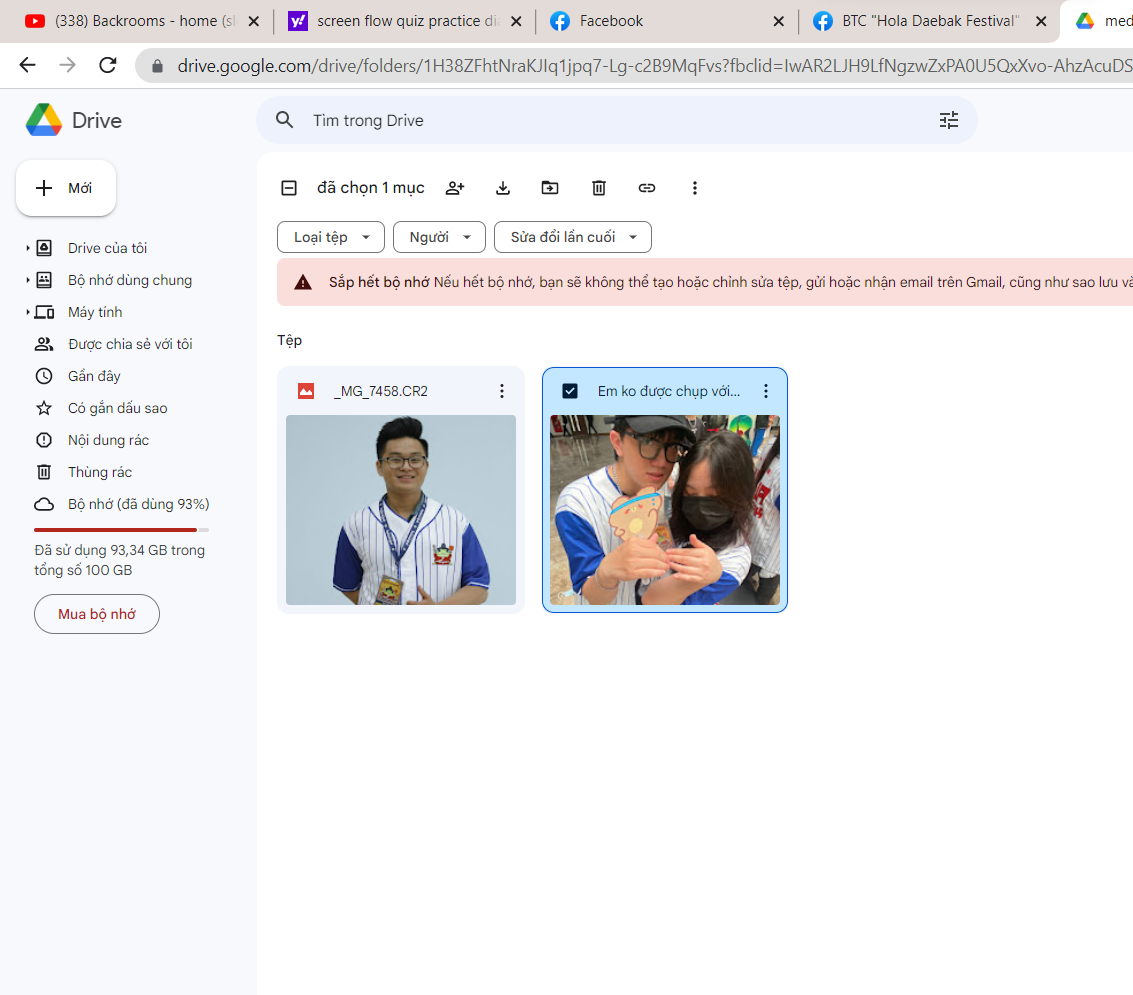 (338) Backrooms - home (sl
screen flow quiz practice di
Facebook
BTC "Hola Daebak Festival"
med
drive.google.com/drive/folders/1H38ZFhtNraKJIq1jpq7-Lg-c2B9MqFvs?fbclid=IwAR2LJH9LfNgzwZxPA0U5QxXvo-AhzAcuDS
Drive
Tìm trong Drive
Mới
đã chọn 1 mục
Loại tệp
Người
Sửa đổi lần cuối
Drive của tôi
Bộ nhớ dùng chung
Máy tính
Được chia sẻ với tôi
Gần đây
Có gắn dấu sao
Nội dung rác
Thùng rác
Bộ nhớ (đã dùng 93%)
Đã sử dụng 93,34 GB trong
tổng số 100 GB
Mua bộ nhớ
Sắp hết bộ nhớ Nếu hết bộ nhớ, bạn sẽ không thể tạo hoặc chỉnh sửa tệp, gửi hoặc nhận email trên Gmail, cũng như sao lưu và
Tệp
_MG_7458.CR2
Em ko được chụp với...